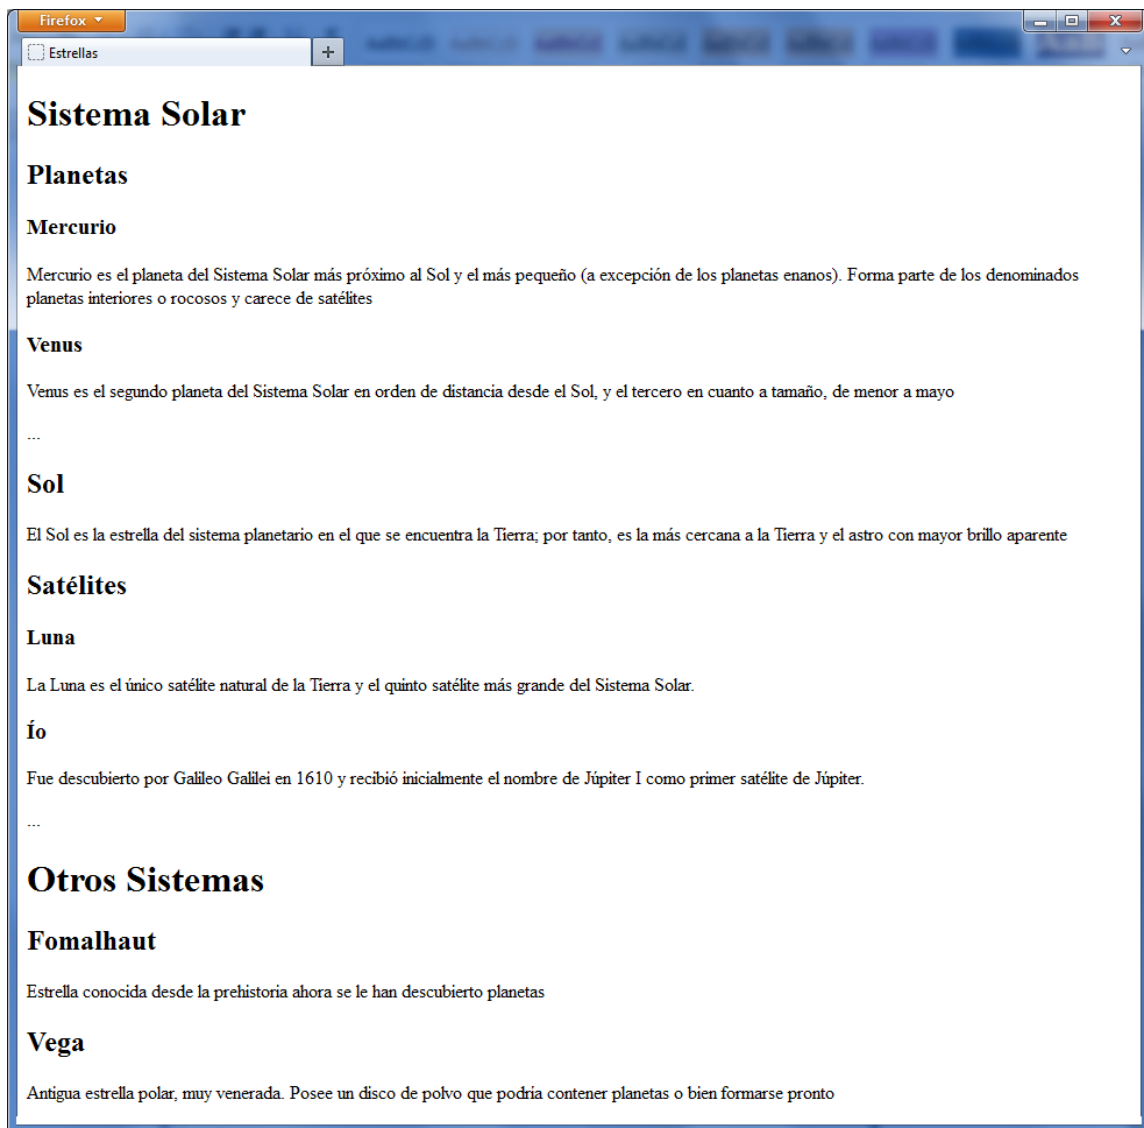 Firefox
Estrellas
Sistema Solar
Planetas
Mercurio
Mercurio es el planeta del Sistema Solar más próximo al Sol y el más pequeño (a excepción de los planetas enanos). Forma parte de los denominados
planetas interiores o rocosos y carece de satélites
Venus
Venus es el segundo planeta del Sistema Solar en orden de distancia desde el Sol, y el tercero en cuanto a tamaño, de menor a mayo
...
Sol
El Sol es la estrella del sistema planetario en el que se encuentra la Tierra; por tanto, es la más cercana a la Tierra y el astro con mayor brillo aparente
Satélites
Luna
La Luna es el único satélite natural de la Tierra y el quinto satélite más grande del Sistema Solar.
Ío
Fue descubierto por Galileo Galilei en 1610 y recibió inicialmente el nombre de Júpiter I como primer satélite de Júpiter.
...
Otros Sistemas
Fomalhaut
Estrella conocida desde la prehistoria ahora se le han descubierto planetas
Vega
Antigua estrella polar, muy venerada. Posee un disco de polvo que podría contener planetas o bien formarse pronto